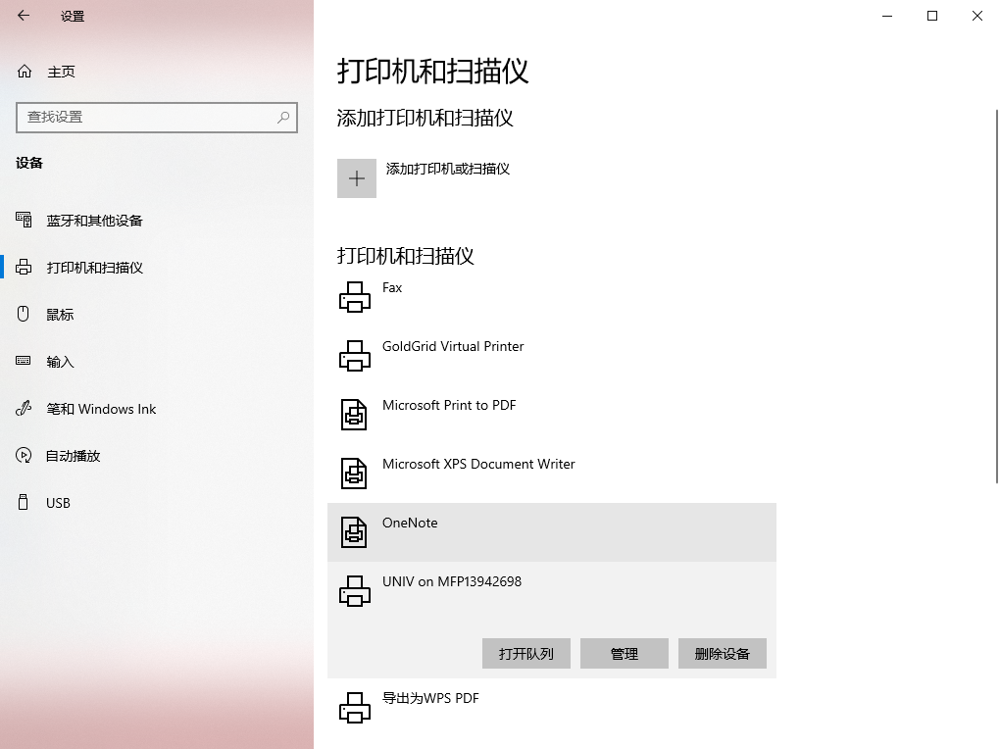 设置
主页
查找设置
设备
蓝牙和其他设备
打印机和扫描仪
鼠标
输入
笔和 Windows Ink
自动播放
USB
打印机和扫描仪
添加打印机和扫描仪
添加打印机或扫描仪
打印机和扫描仪
Fax
GoldGrid Virtual Printer
Microsoft Print to PDF
Microsoft XPS Document Writer
OneNote
UNIV on MFP13942698
打开队列 管理 删除设备
导出为WPS PDF